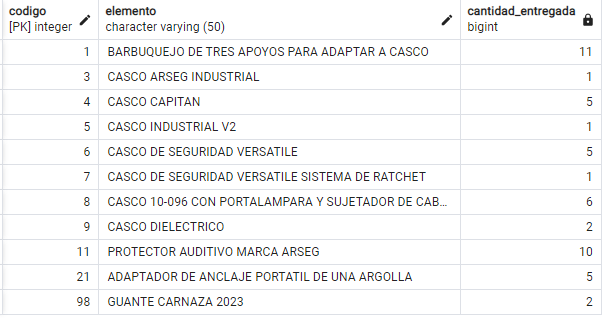 codigo elemento cantidad_entregada
[PK] integer character varying (50) bigint
1 BARBUQUEJO DE TRES APOYOS PARA ADAPTAR A CASCO 11
3 CASCO ARSEG INDUSTRIAL 1
4 CASCO CAPITAN 5
5 CASCO INDUSTRIAL V2 1
6 CASCO DE SEGURIDAD VERSATILE 5
7 CASCO DE SEGURIDAD VERSATILE SISTEMA DE RATCHET 1
8 CASCO 10-096 CON PORTALAMPARA Y SUJETADOR DE CAB... 6
9 CASCO DIELECTRICO 2
11 PROTECTOR AUDITIVO MARCA ARSEG 10
21 ADAPTADOR DE ANCLAJE PORTATIL DE UNA ARGOLLA 5
98 GUANTE CARNAZA 2023 2